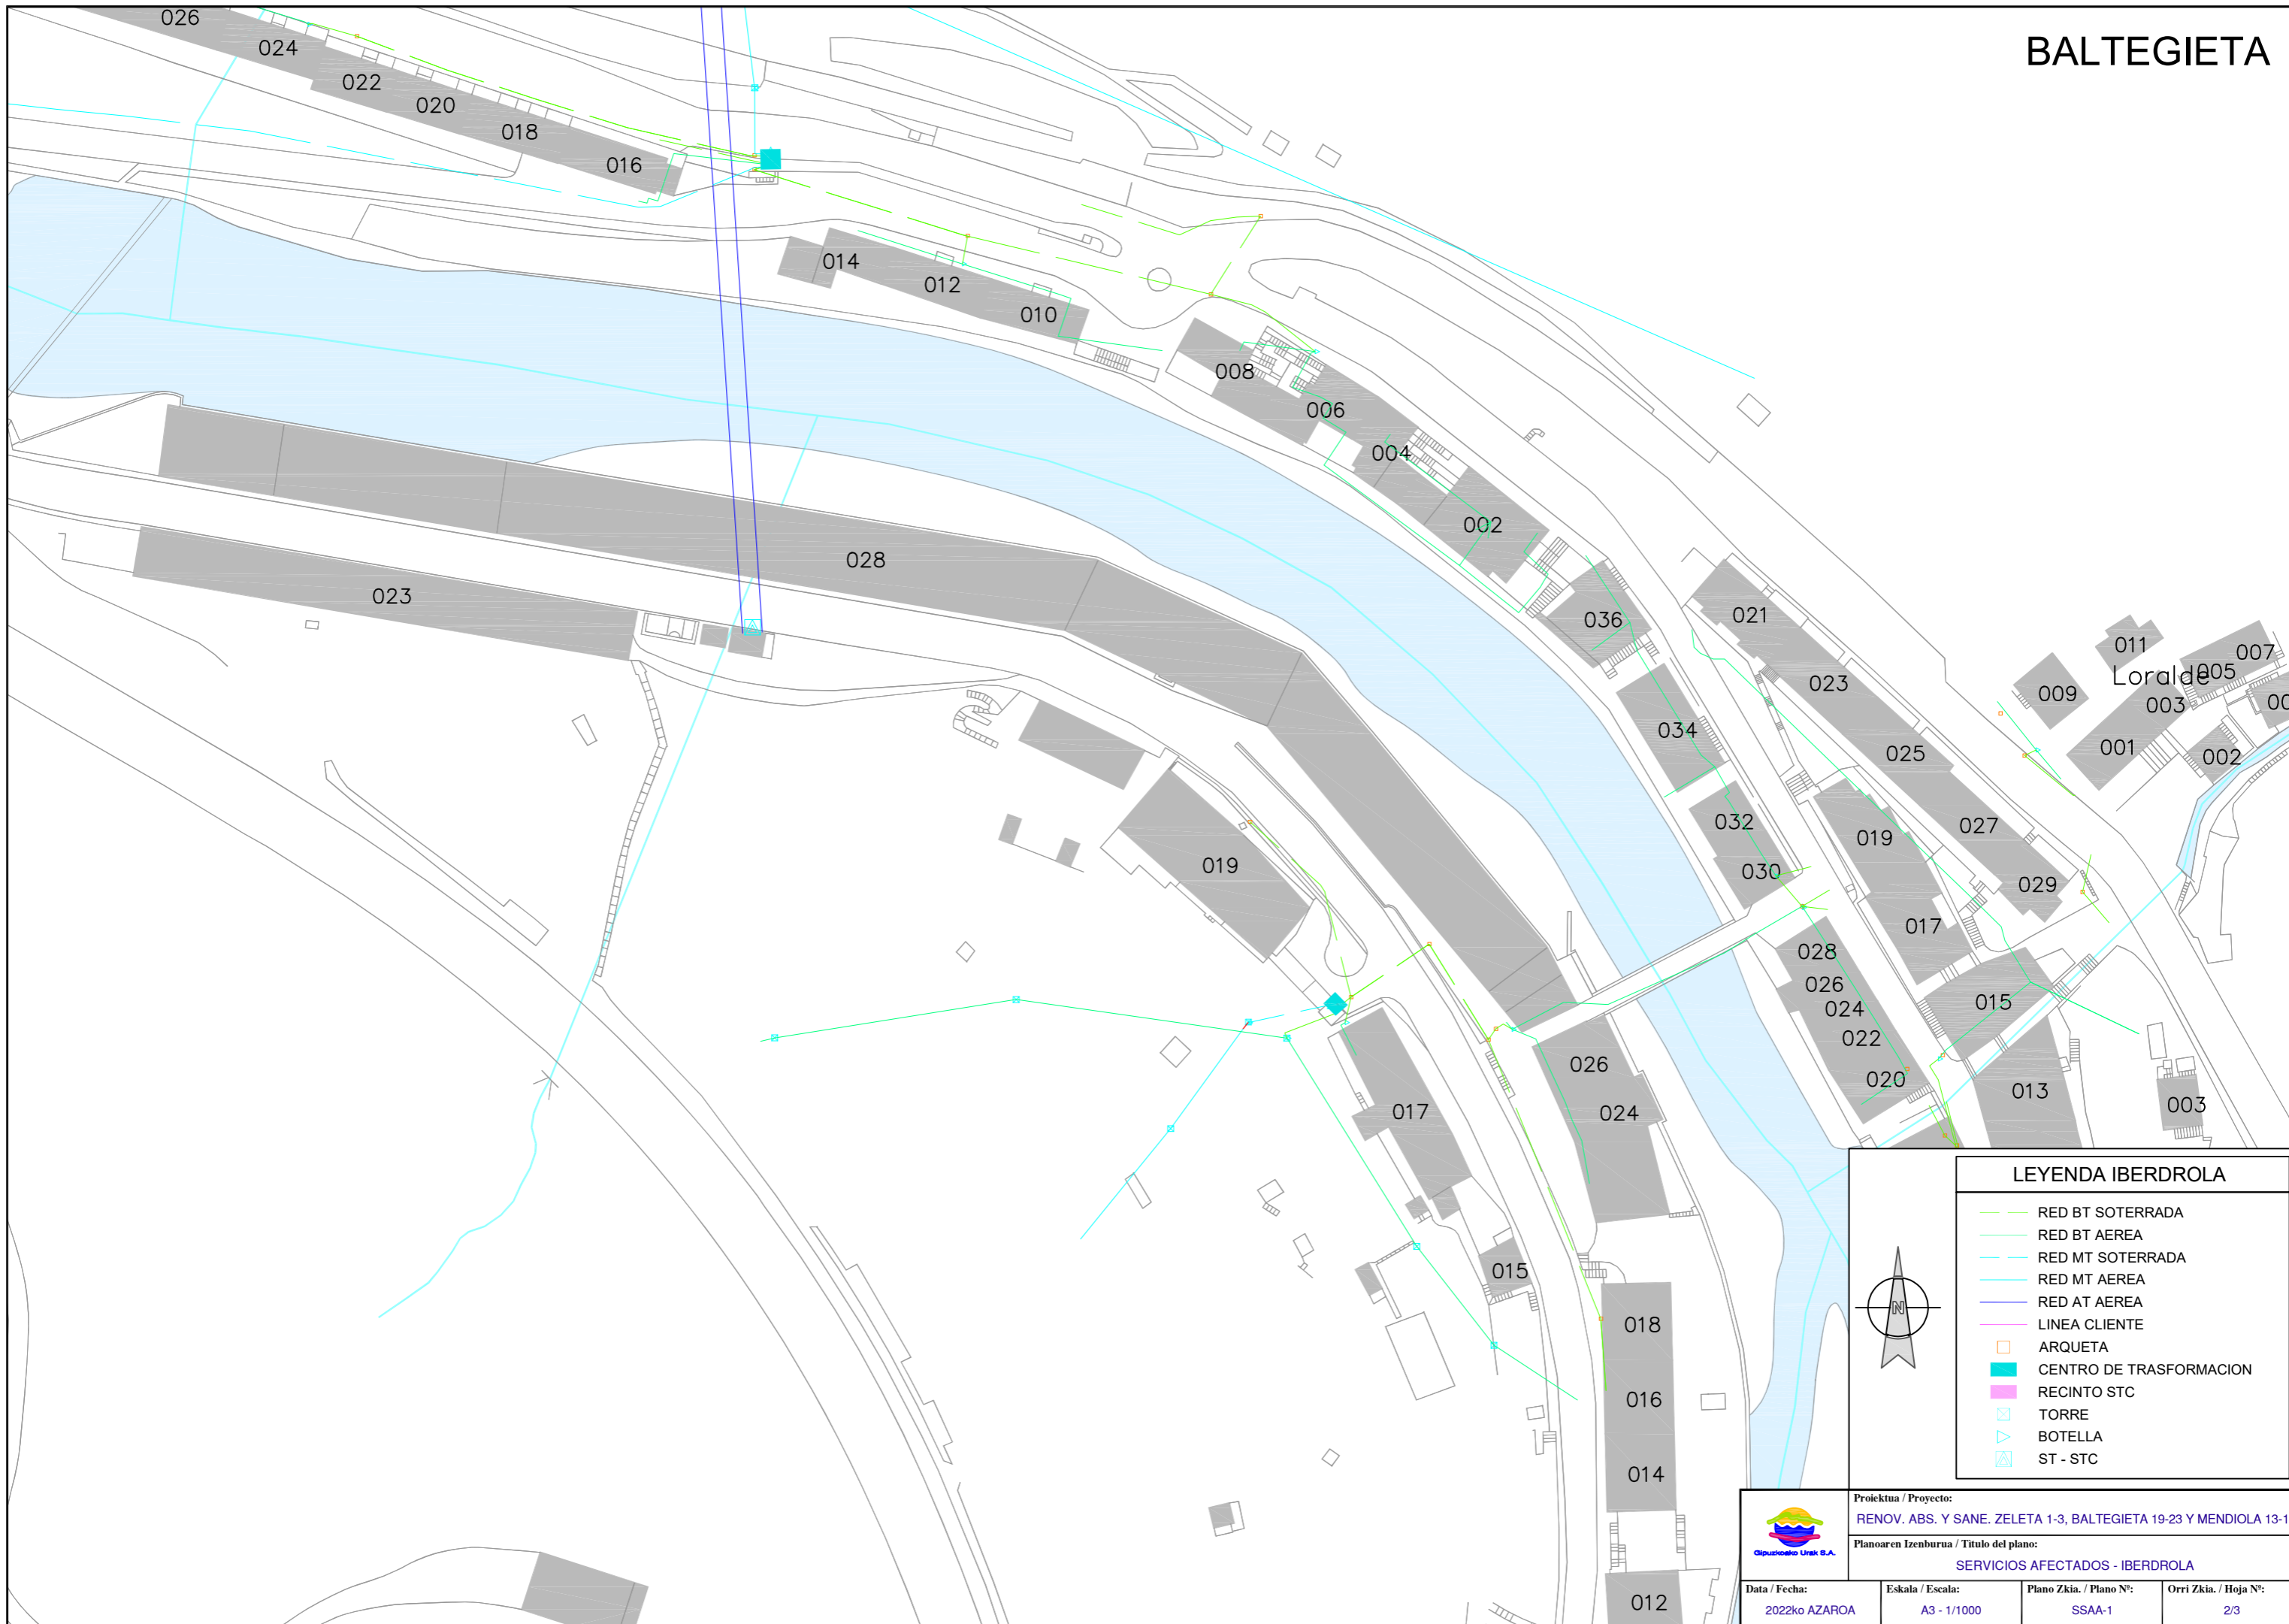 BALTEGIETA
026
024
022
020
018
016
014
012
010
008
006
004
002
028
023
036
034
032
030
021
023
025
027
029
011
007
Loralde
005
009
003
001
002
019
017
019
028
026
024
022
020
015
013
003
017
026
024
015
018
016
014
012
LEYENDA IBERDROLA
RED BT SOTERRADA
RED BT AEREA
RED MT SOTERRADA
RED MT AEREA
RED AT AEREA
LINEA CLIENTE
ARQUETA
CENTRO DE TRASFORMACION
RECINTO STC
TORRE
BOTELLA
ST - STC
N
Gipuzkoako Urak S.A.
Proiektua / Proyecto:
RENOV. ABS. Y SANE. ZELETA 1-3, BALTEGIETA 19-23 Y MENDIOLA 13-1
Planoaren Izenburua / Titulo del plano:
SERVICIOS AFECTADOS - IBERDROLA
Data / Fecha:
2022ko AZAROA
Eskala / Escala:
A3 - 1/1000
Plano Zkia. / Plano Nº:
SSAA-1
Orri Zkia. / Hoja Nº:
2/3